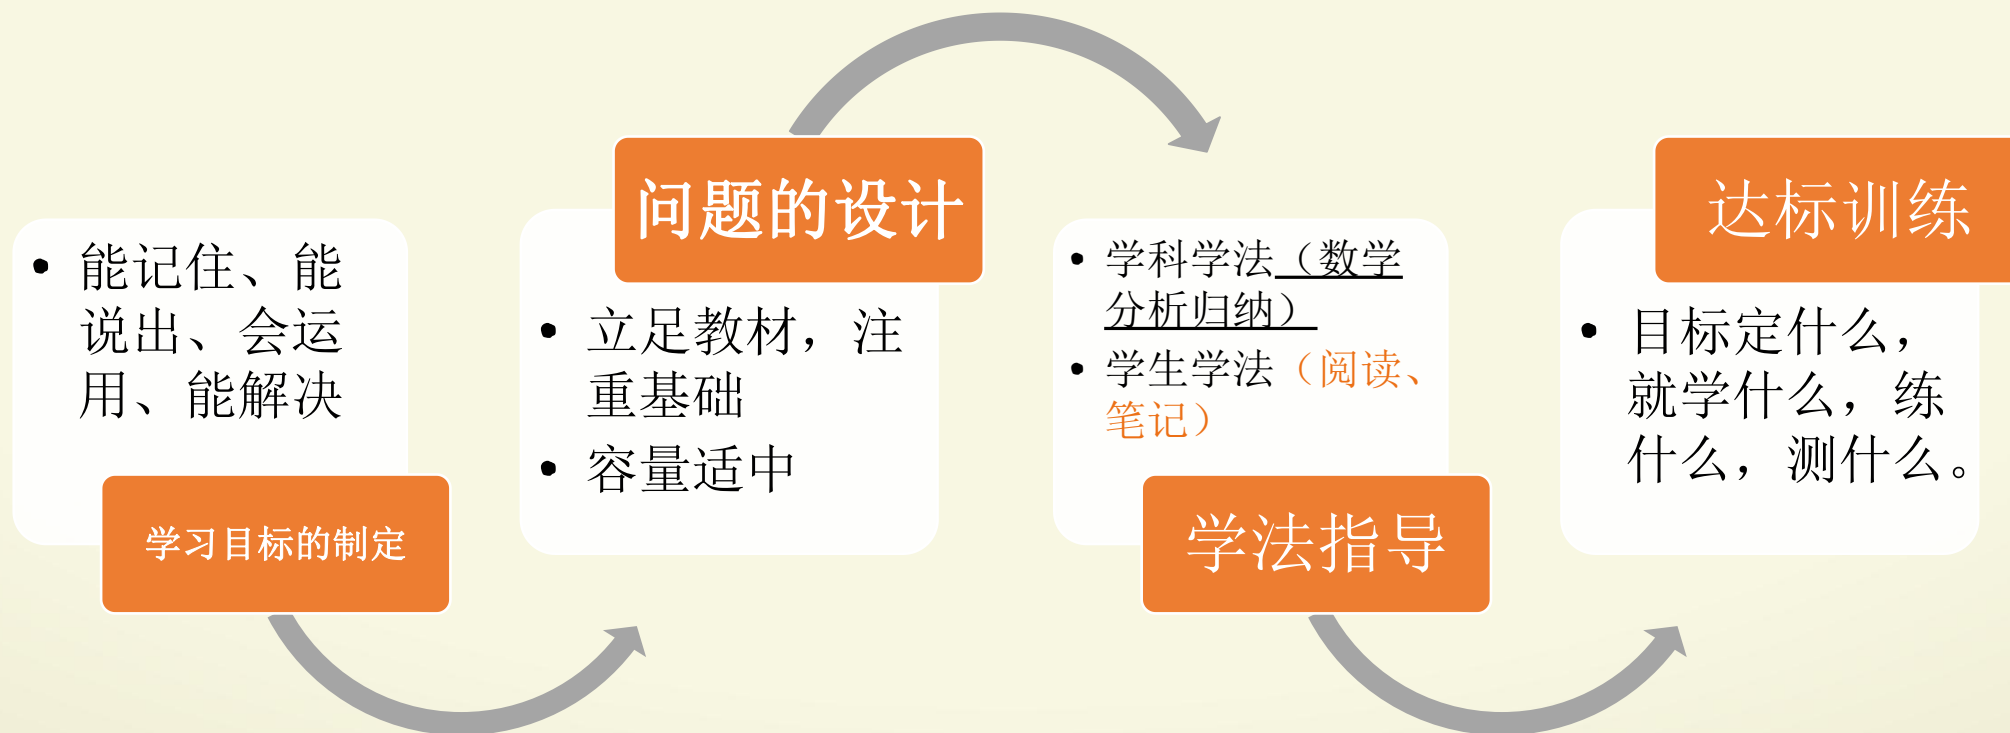 • 能记住、能
说出、会运
用、能解决
学习目标的制定
问题的设计
• 立足教材，注
重基础
• 容量适中
• 学科学法（数学
分析归纳）
• 学生学法（阅读、
笔记）
学法指导
达标训练
• 目标定什么，
就学什么，练
什么，测什么。